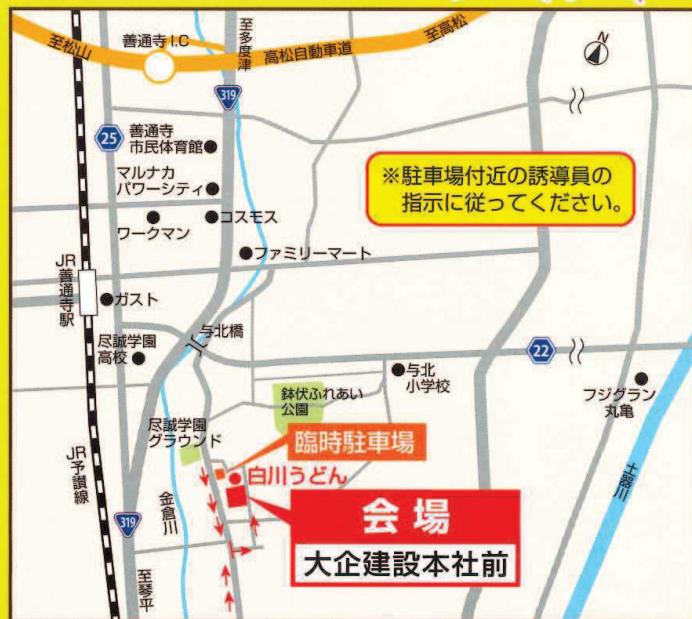 至松山
善通寺 I.C
至多度津
高松自動車道
至高松
N
319
25
善通寺
市民体育館
マルナカ
パワーシティ
コスモス
ワークマン
ファミリーマート
※駐車場付近の誘導員の
指示に従ってください。
JR
善通寺駅
ガスト
与北橋
尽誠学園
高校
22
与北
小学校
フジグラン
丸亀
鉢伏ふれあい
公園
尽誠学園
グラウンド
臨時駐車場
白川うどん
会場
大企建設本社前
JR予讃線
金倉川
土器川
319
至琴平